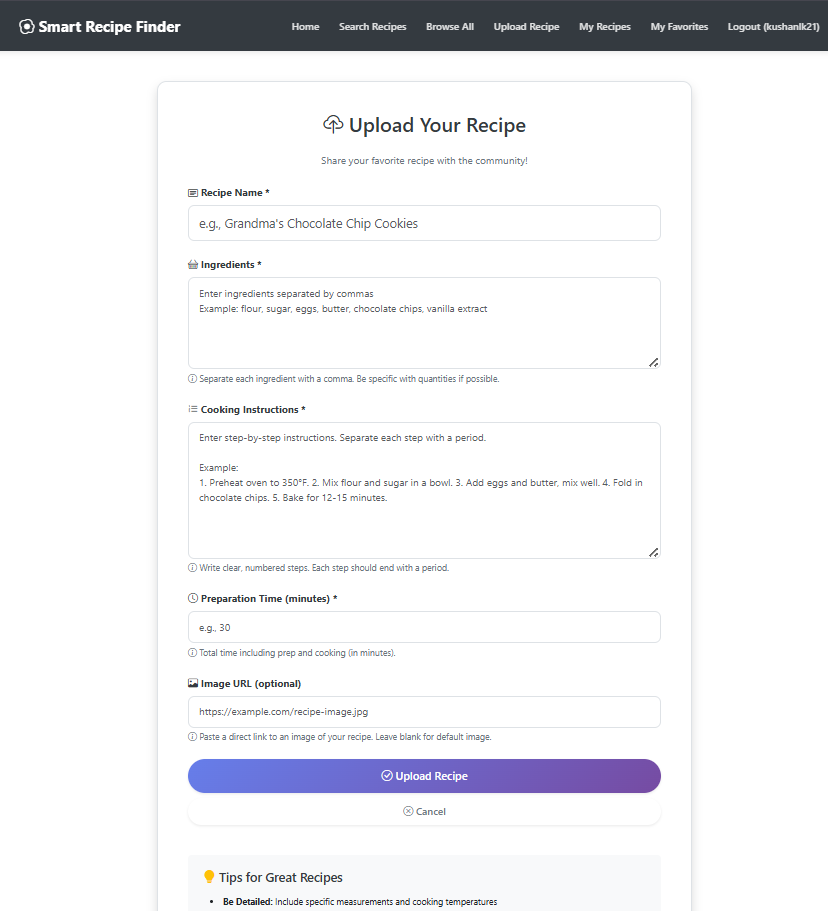 Smart Recipe Finder
Home Search Recipes Browse All Upload Recipe My Recipes My Favorites Logout (kushanlk21)
Upload Your Recipe
Share your favorite recipe with the community!
Recipe Name *
e.g., Grandma's Chocolate Chip Cookies
Ingredients *
Enter ingredients separated by commas
Example: flour, sugar, eggs, butter, chocolate chips, vanilla extract
Separate each ingredient with a comma. Be specific with quantities if possible.
Cooking Instructions *
Enter step-by-step instructions. Separate each step with a period.
Example:
1. Preheat oven to 350°F. 2. Mix flour and sugar in a bowl. 3. Add eggs and butter, mix well. 4. Fold in
chocolate chips. 5. Bake for 12-15 minutes.
Write clear, numbered steps. Each step should end with a period.
Preparation Time (minutes) *
e.g., 30
Total time including prep and cooking (in minutes).
Image URL (optional)
https://example.com/recipe-image.jpg
Paste a direct link to an image of your recipe. Leave blank for default image.
Upload Recipe
Cancel
Tips for Great Recipes
• Be Detailed: Include specific measurements and cooking temperatures